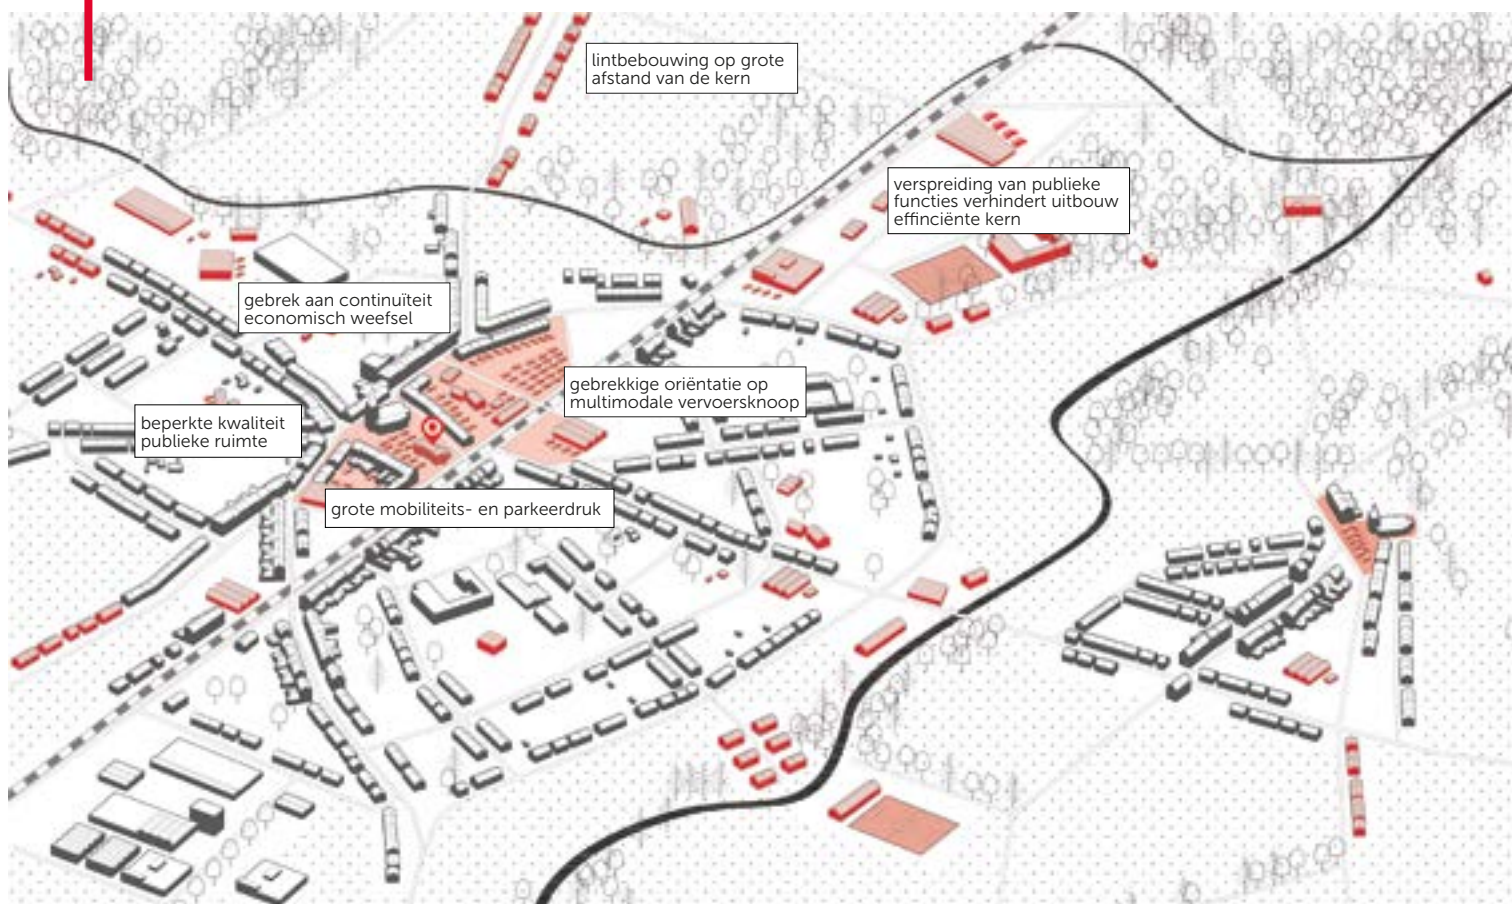 lintbebouwing op grote
afstand van de kern
verspreiding van publieke
functies verhindert uitbouw
effinciënte kern
gebrek aan continuïteit
economisch weefsel
gebrekkige oriëntatie op
multimodale vervoersknoop
beperkte kwaliteit
publieke ruimte
grote mobiliteits- en parkeerdruk